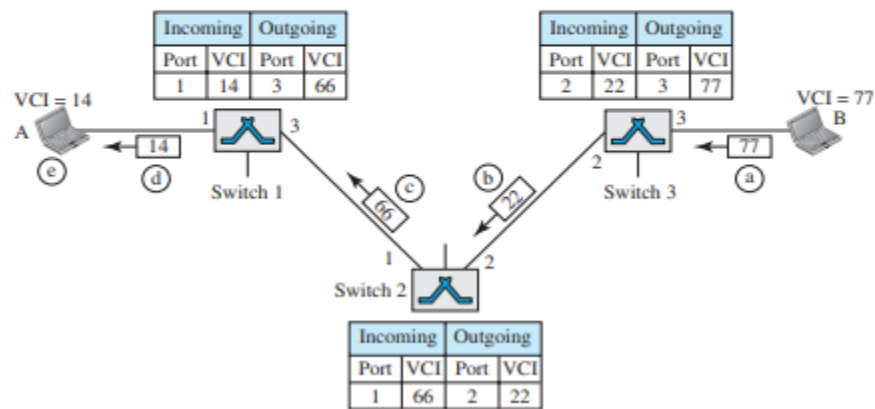 Incoming Outgoing
Port VCI Port VCI
1 14 3 66
Incoming Outgoing
Port VCI Port VCI
2 22 3 77
VCI = 14
A
1
3
14
e
d
Switch 1
VCI = 77
B
3
2
77
a
Switch 3
c
66
b
22
1
2
Switch 2
Incoming Outgoing
Port VCI Port VCI
1 66 2 22